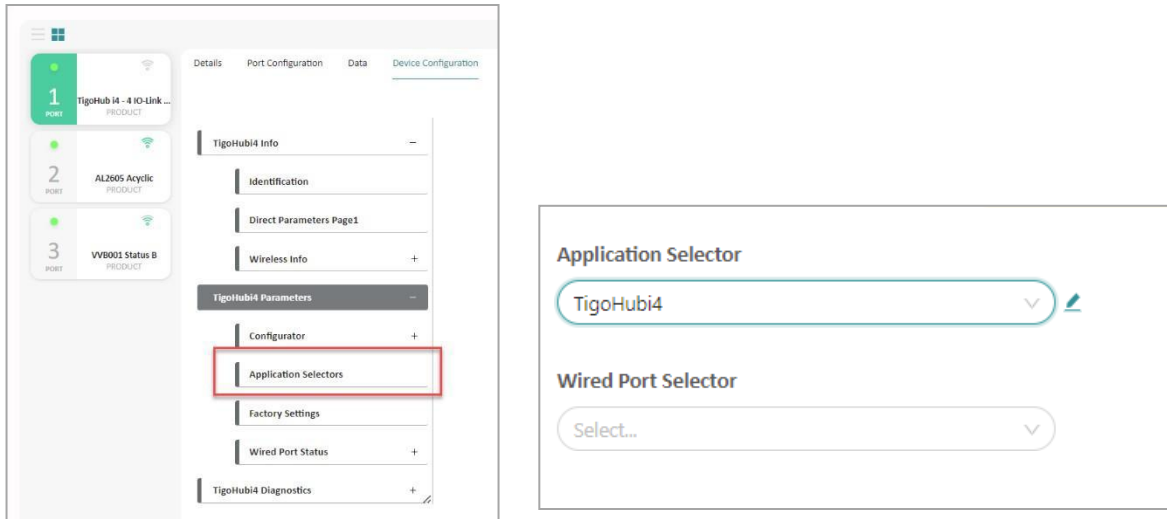 Details Port Configuration Data Device Configuration
1
PORT
TigoHub i4 - 4 IO-Link ...
PRODUCT
2
PORT
AL2605 Acyclic
PRODUCT
3
PORT
VVB001 Status B
PRODUCT
TigoHubi4 Info −
Identification
Direct Parameters Page1
Wireless Info +
TigoHubi4 Parameters −
Configurator +
Application Selectors
Factory Settings
Wired Port Status +
TigoHubi4 Diagnostics +
Application Selector
TigoHubi4
Wired Port Selector
Select...